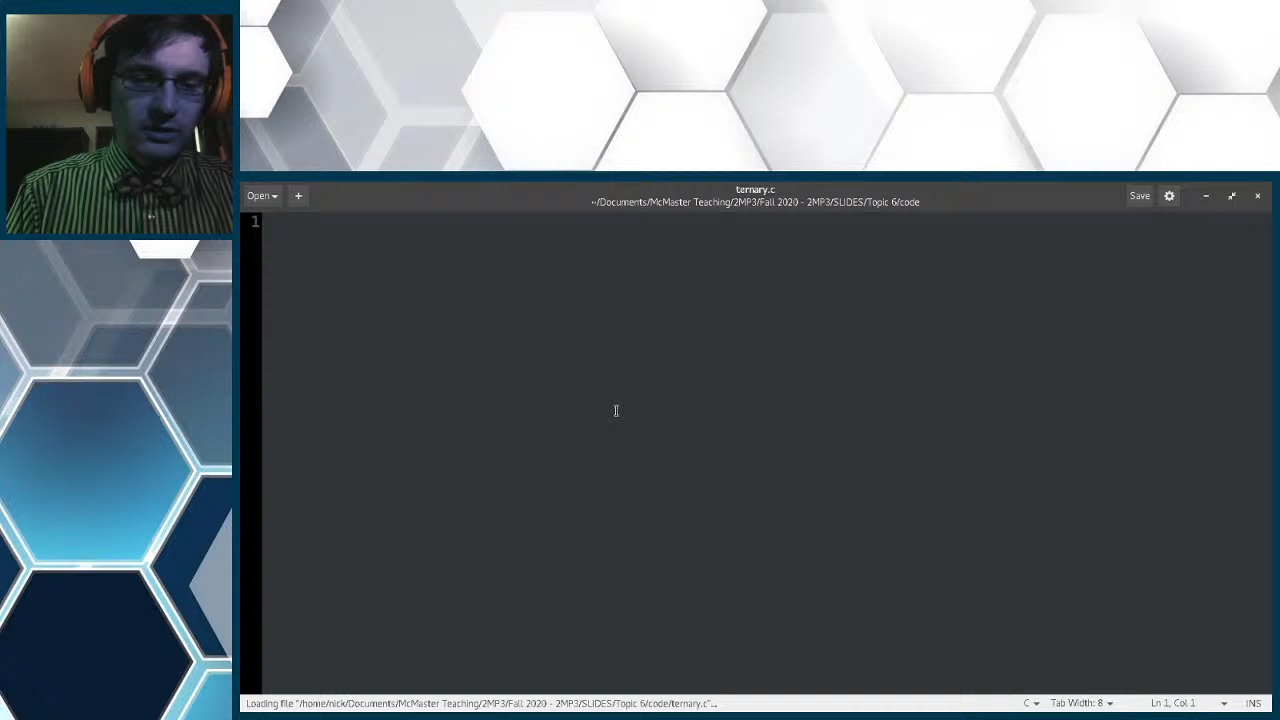 Open
ternary.c
~/Documents/McMaster Teaching/2MP3/Fall 2020 - 2MP3/SLIDES/Topic 6/code
Save
1
Loading file "/home/nick/Documents/McMaster Teaching/2MP3/Fall 2020 - 2MP3/SLIDES/Topic 6/code/ternary.c"...
C
Tab Width: 8
Ln 1, Col 1
INS